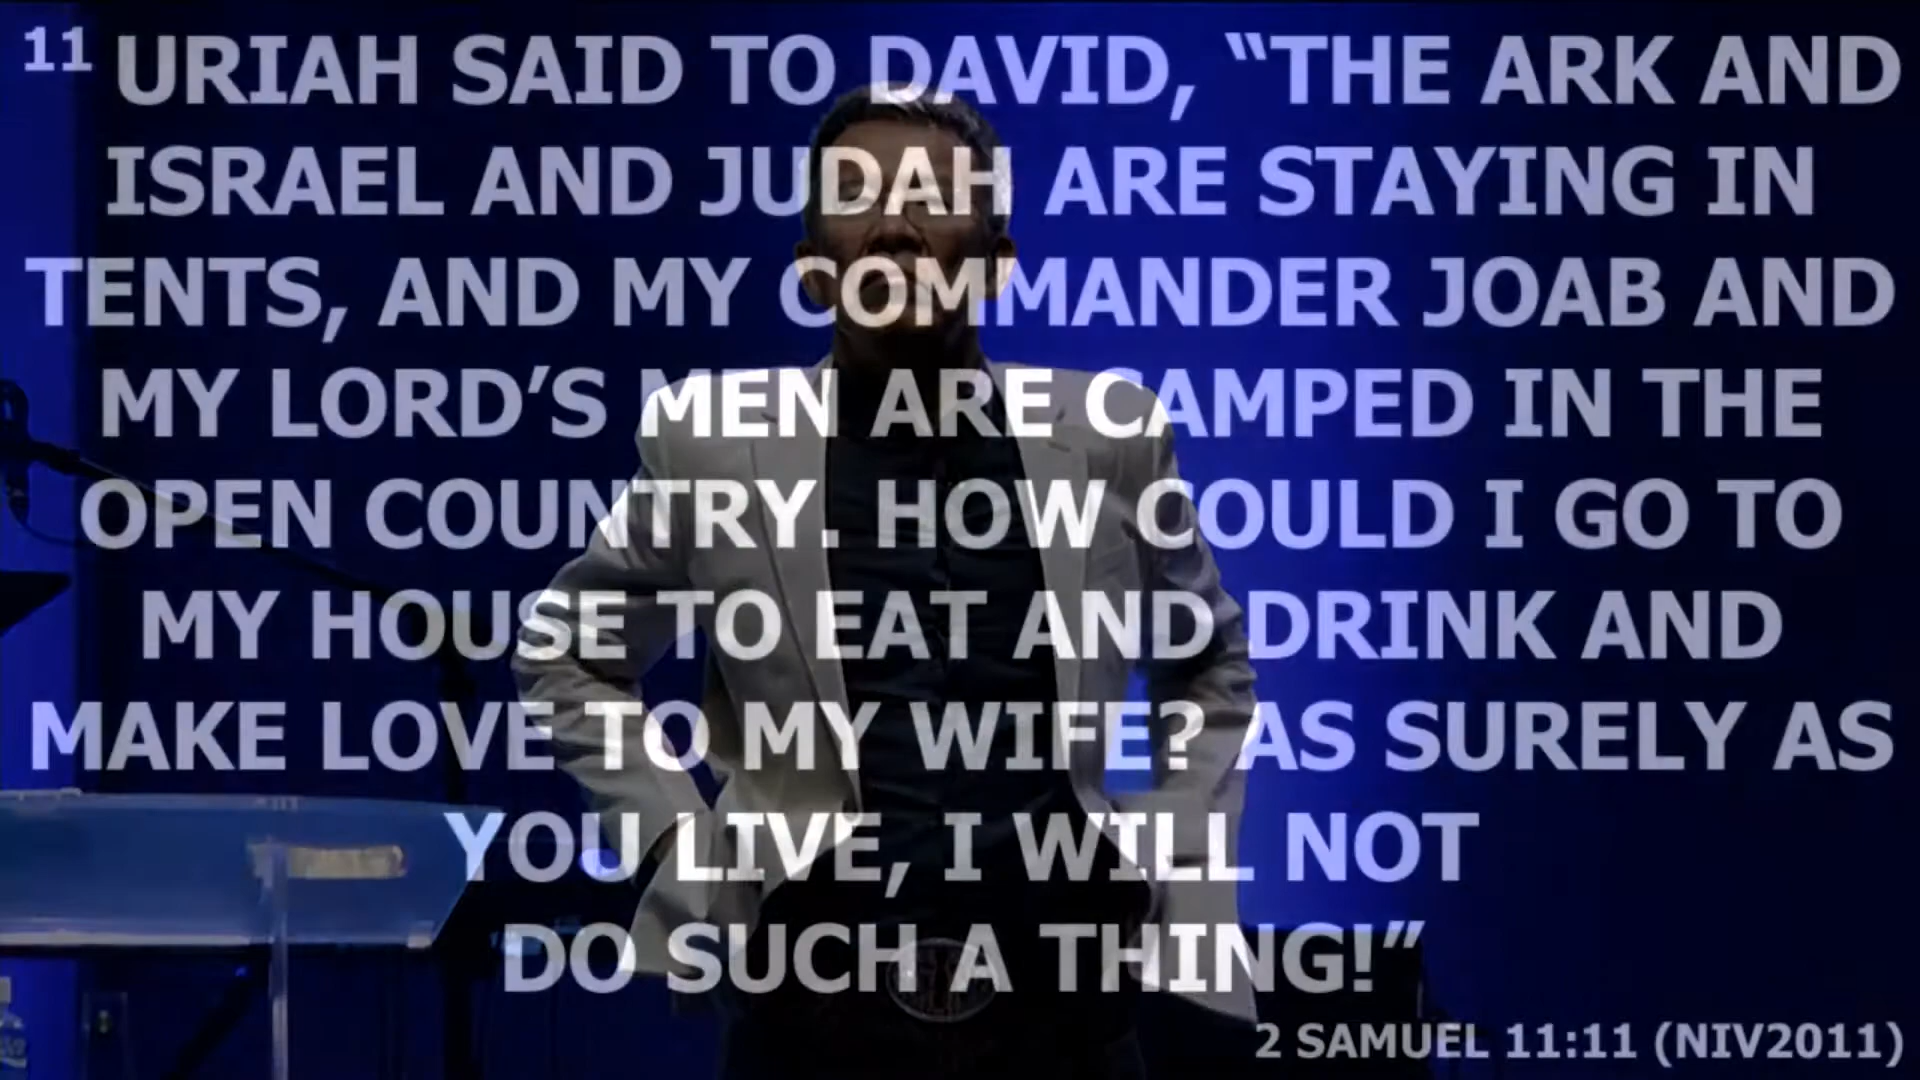 11 URIAH SAID TO DAVID, “THE ARK AND
ISRAEL AND JUDAH ARE STAYING IN
TENTS, AND MY COMMANDER JOAB AND
MY LORD’S MEN ARE CAMPED IN THE
OPEN COUNTRY. HOW COULD I GO TO
MY HOUSE TO EAT AND DRINK AND
MAKE LOVE TO MY WIFE? AS SURELY AS
YOU LIVE, I WILL NOT
DO SUCH A THING!”
2 SAMUEL 11:11 (NIV2011)